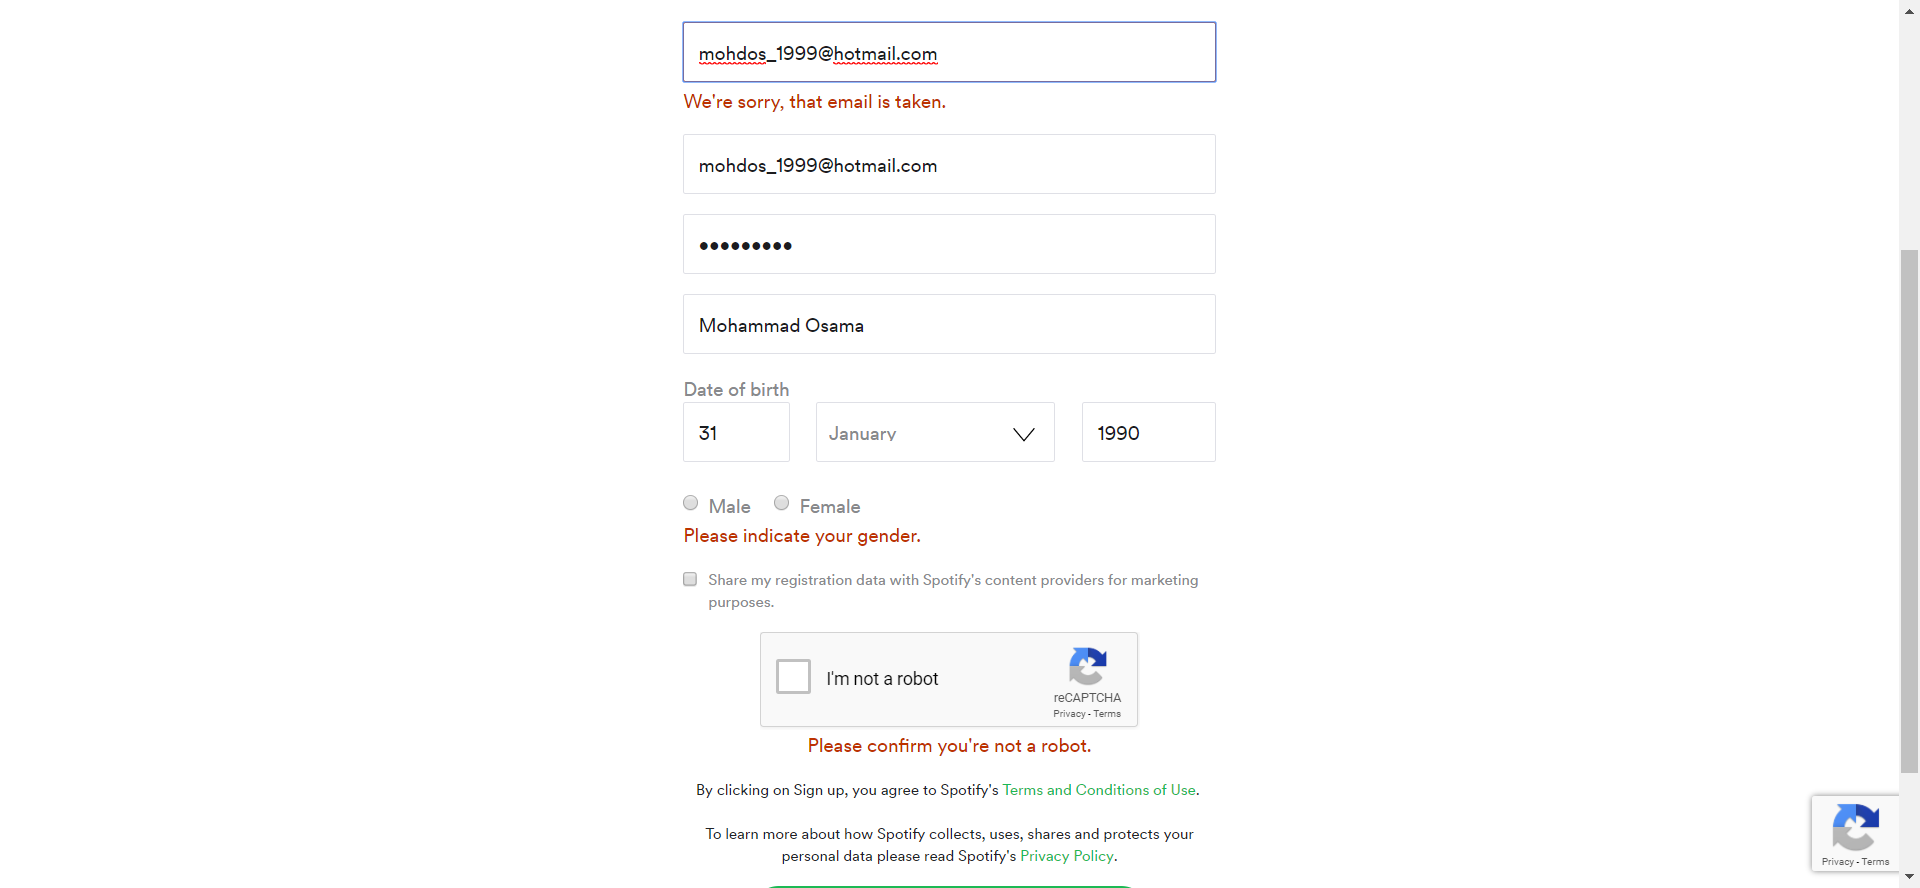 mohdos_1999@hotmail.com
We're sorry, that email is taken.
mohdos_1999@hotmail.com
•••••••••
Mohammad Osama
Date of birth
31 January 1990
Male Female
Please indicate your gender.
Share my registration data with Spotify's content providers for marketing
purposes.
I'm not a robot
reCAPTCHA
Privacy - Terms
Please confirm you're not a robot.
By clicking on Sign up, you agree to Spotify's Terms and Conditions of Use.
To learn more about how Spotify collects, uses, shares and protects your
personal data please read Spotify's Privacy Policy.
Privacy - Terms